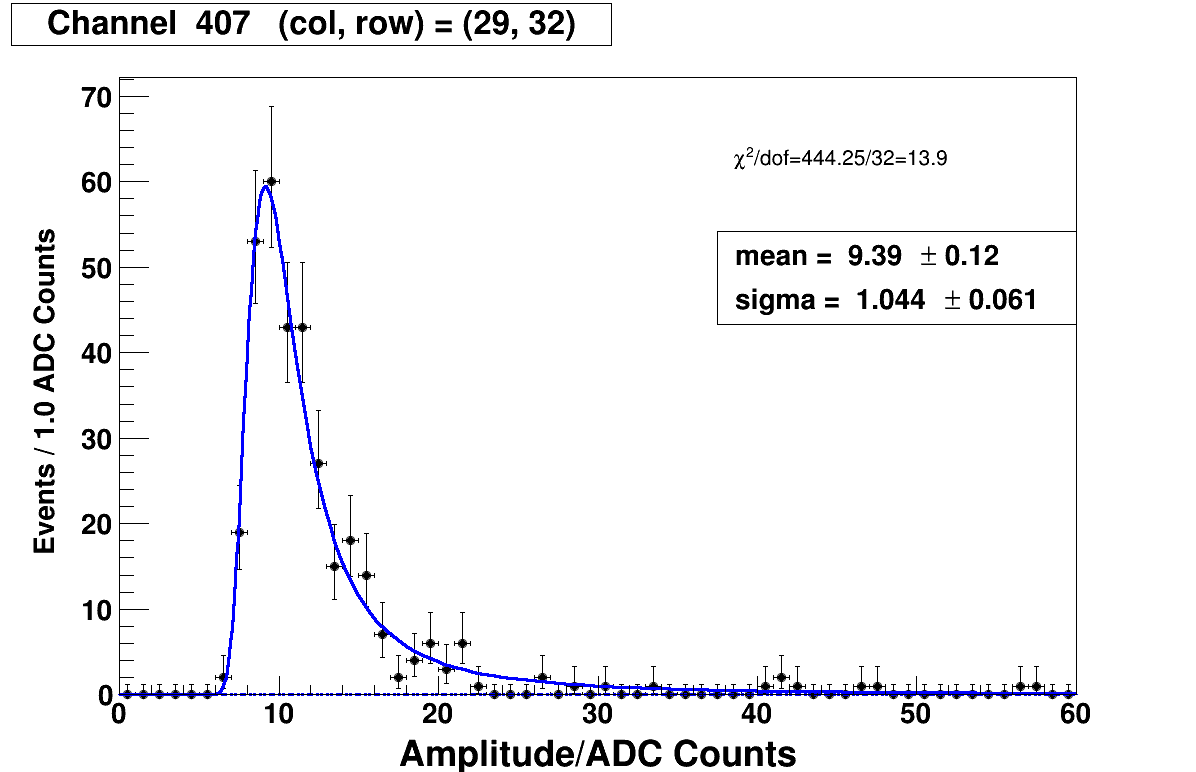 Channel 407 (col, row) = (29, 32)
70
60
50
40
30
20
10
0
Events / 1.0 ADC Counts
χ²/dof=444.25/32=13.9
mean = 9.39 ± 0.12
sigma = 1.044 ± 0.061
0 10 20 30 40 50 60
Amplitude/ADC Counts